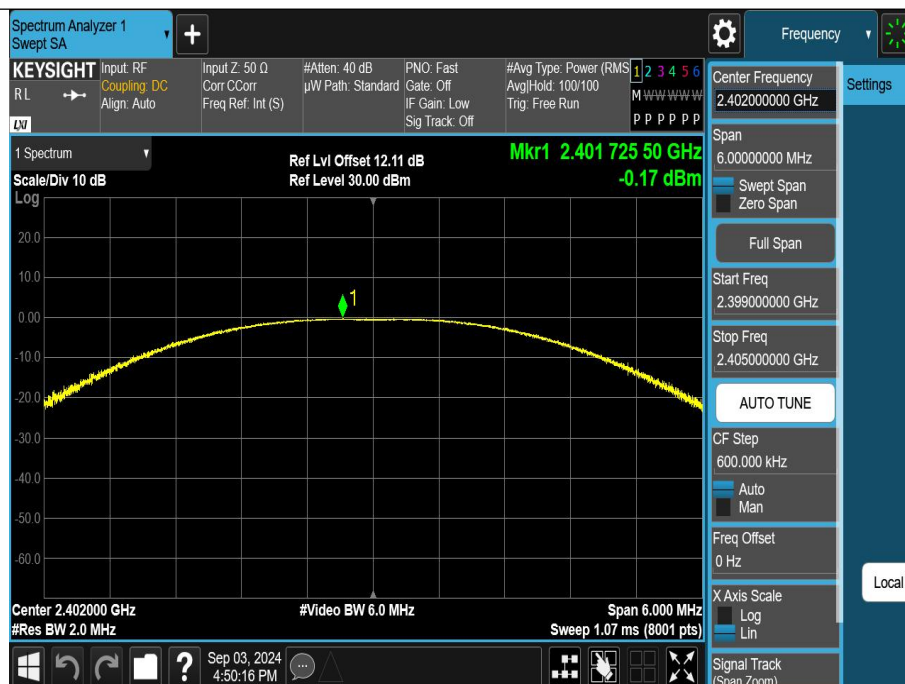 Spectrum Analyzer 1
Swept SA
Frequency
KEYSIGHT
RL
LXI
Input: RF
Coupling: DC
Align: Auto
Input Z: 50 Ω
Corr CCorr
Freq Ref: Int (S)
#Atten: 40 dB
µW Path: Standard
PNO: Fast
Gate: Off
IF Gain: Low
Sig Track: Off
#Avg Type: Power (RMS
Avg|Hold: 100/100
Trig: Free Run
1 2 3 4 5 6
M W W W W W
P P P P P P
1 Spectrum
Scale/Div 10 dB
Log
Ref Lvl Offset 12.11 dB
Ref Level 30.00 dBm
Mkr1 2.401 725 50 GHz
-0.17 dBm
20.0
10.0
0.00
-10.0
-20.0
-30.0
-40.0
-50.0
-60.0
1
Center 2.402000 GHz
#Res BW 2.0 MHz
#Video BW 6.0 MHz
Span 6.000 MHz
Sweep 1.07 ms (8001 pts)
Sep 03, 2024
4:50:16 PM
?
Center Frequency
2.402000000 GHz
Settings
Span
6.00000000 MHz
Swept Span
Zero Span
Full Span
Start Freq
2.399000000 GHz
Stop Freq
2.405000000 GHz
AUTO TUNE
CF Step
600.000 kHz
Auto
Man
Freq Offset
0 Hz
X Axis Scale
Log
Lin
Local
Signal Track
(Span Zoom)